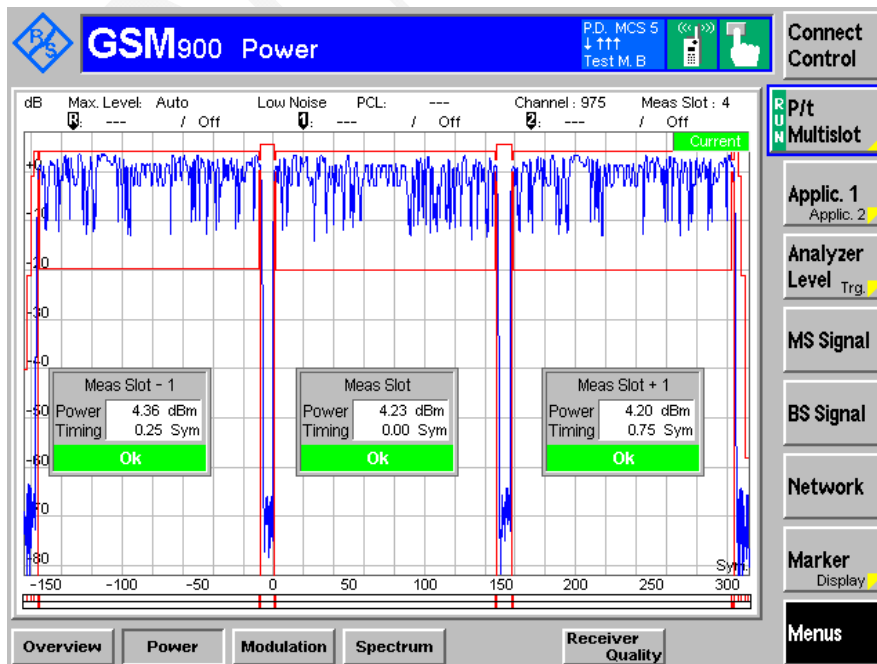 R/S
GSM900 Power
P.D. MCS 5
↓ ↑↑↑
Test M. B
Connect Control
dB Max. Level: Auto Low Noise PCL: --- Channel : 975 Meas Slot : 4
R: --- / Off 1: --- / Off 2: --- / Off
Current
+0
-10
-20
-30
-40
-50
-60
-70
-80
Meas Slot - 1
Power 4.36 dBm
Timing 0.25 Sym
Ok
Meas Slot
Power 4.23 dBm
Timing 0.00 Sym
Ok
Meas Slot + 1
Power 4.20 dBm
Timing 0.75 Sym
Ok
Sym.
-150 -100 -50 0 50 100 150 200 250 300
RUN
P/t Multislot
Applic. 1
Applic. 2
Analyzer
Level Trg.
MS Signal
BS Signal
Network
Marker
Display
Menus
Overview Power Modulation Spectrum Receiver Quality